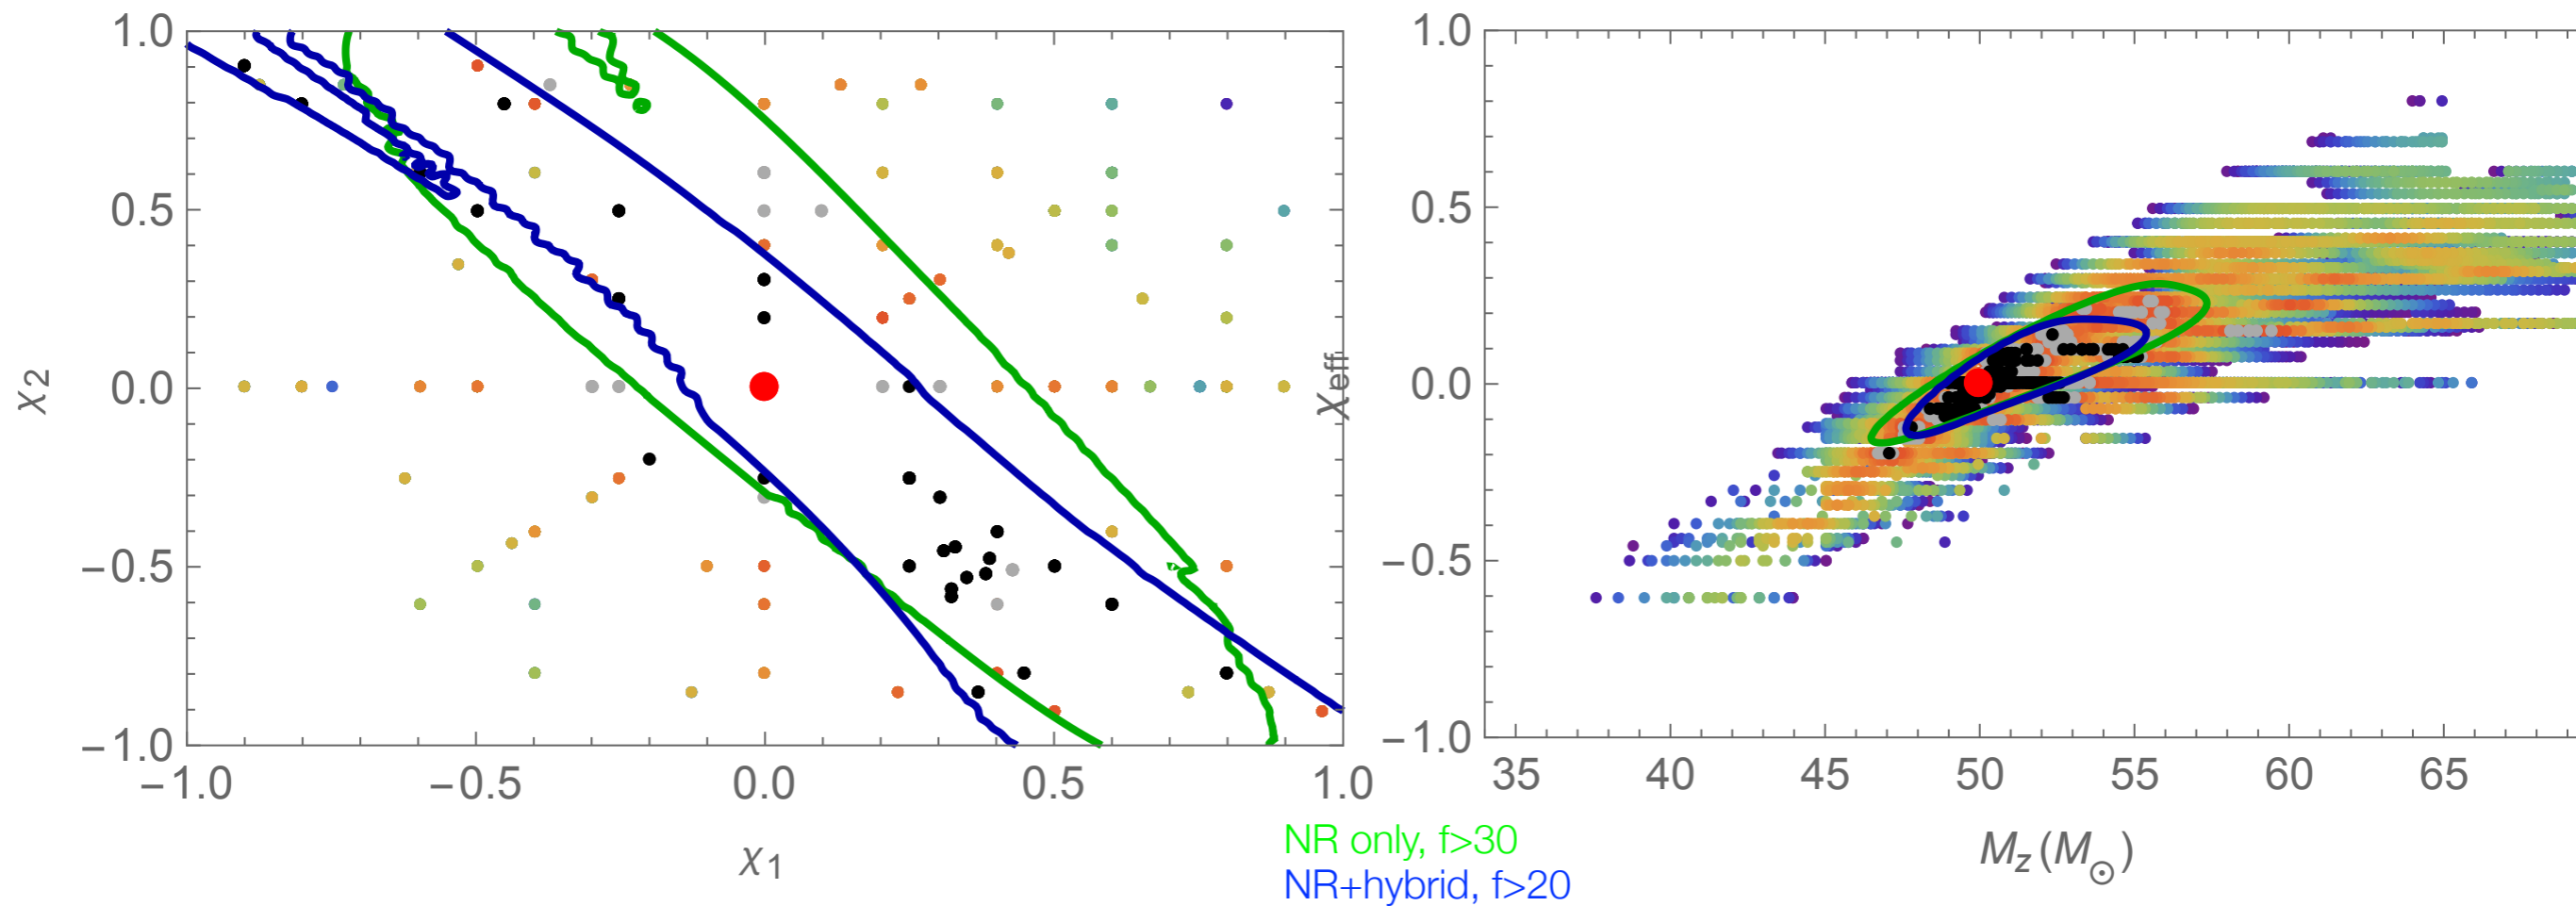 1.0
0.5
0.0
−0.5
−1.0
χ2
−1.0 −0.5 0.0 0.5 1.0
χ1
1.0
0.5
0.0
−0.5
−1.0
χeff
35 40 45 50 55 60 65
Mz (M⊙)
NR only, f>30
NR+hybrid, f>20